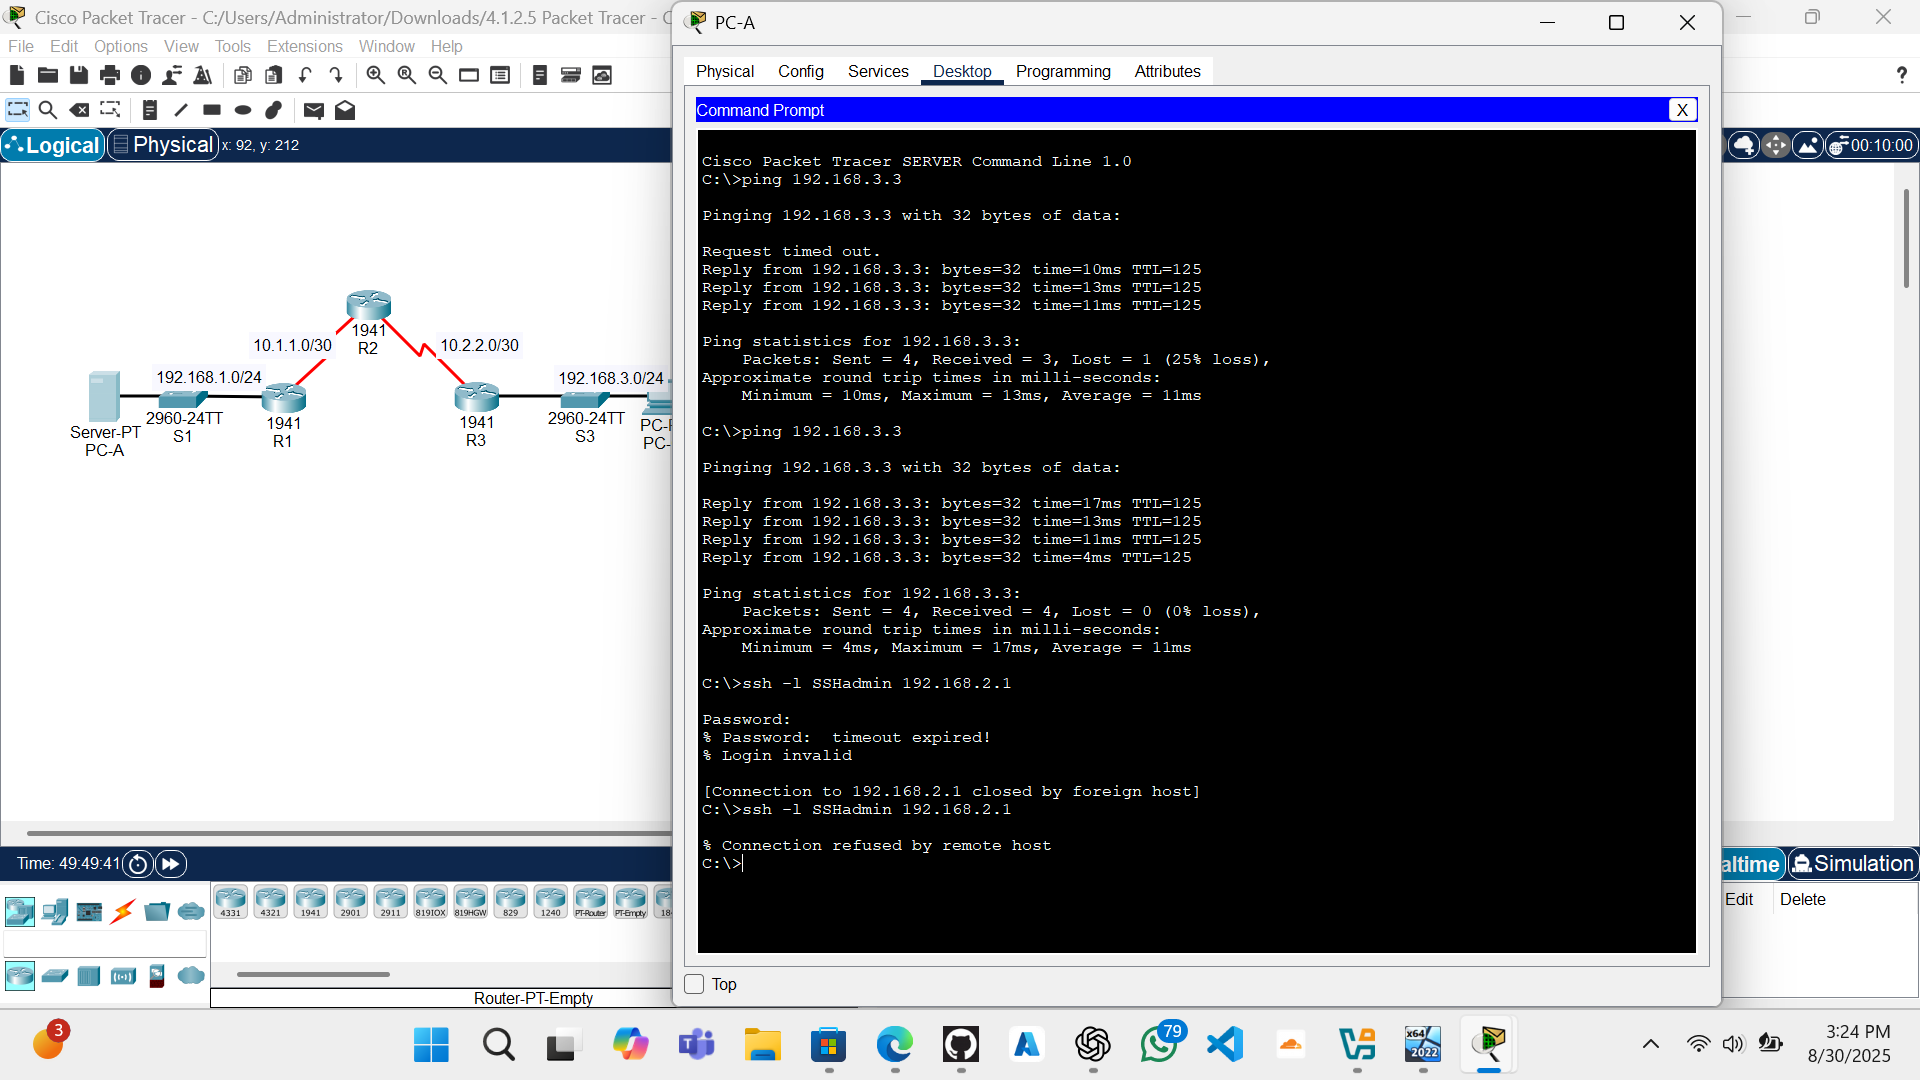 Cisco Packet Tracer - C:/Users/Administrator/Downloads/4.1.2.5 Packet Tracer - C
File Edit Options View Tools Extensions Window Help
Logical
Physical
x: 92, y: 212
1941
R2
10.1.1.0/30
10.2.2.0/30
192.168.1.0/24
192.168.3.0/24
2960-24TT
S1
1941
R1
1941
R3
2960-24TT
S3
Server-PT
PC-A
PC-
PC-A
Physical Config Services Desktop Programming Attributes
Command Prompt
X
Cisco Packet Tracer SERVER Command Line 1.0
C:\>ping 192.168.3.3
Pinging 192.168.3.3 with 32 bytes of data:
Request timed out.
Reply from 192.168.3.3: bytes=32 time=10ms TTL=125
Reply from 192.168.3.3: bytes=32 time=13ms TTL=125
Reply from 192.168.3.3: bytes=32 time=11ms TTL=125
Ping statistics for 192.168.3.3:
Packets: Sent = 4, Received = 3, Lost = 1 (25% loss),
Approximate round trip times in milli-seconds:
Minimum = 10ms, Maximum = 13ms, Average = 11ms
C:\>ping 192.168.3.3
Pinging 192.168.3.3 with 32 bytes of data:
Reply from 192.168.3.3: bytes=32 time=17ms TTL=125
Reply from 192.168.3.3: bytes=32 time=13ms TTL=125
Reply from 192.168.3.3: bytes=32 time=11ms TTL=125
Reply from 192.168.3.3: bytes=32 time=4ms TTL=125
Ping statistics for 192.168.3.3:
Packets: Sent = 4, Received = 4, Lost = 0 (0% loss),
Approximate round trip times in milli-seconds:
Minimum = 4ms, Maximum = 17ms, Average = 11ms
C:\>ssh -l SSHadmin 192.168.2.1
Password:
% Password:  timeout expired!
% Login invalid
[Connection to 192.168.2.1 closed by foreign host]
C:\>ssh -l SSHadmin 192.168.2.1
% Connection refused by remote host
C:\>
Top
?
00:10:00
Time: 49:49:41
altime
Simulation
Edit Delete
4331 4321 1941 2901 2911 819IOX 819HGW 829 1240 PT-Router PT-Empty 18
Router-PT-Empty
3
79
x64
2022
3:24 PM
8/30/2025